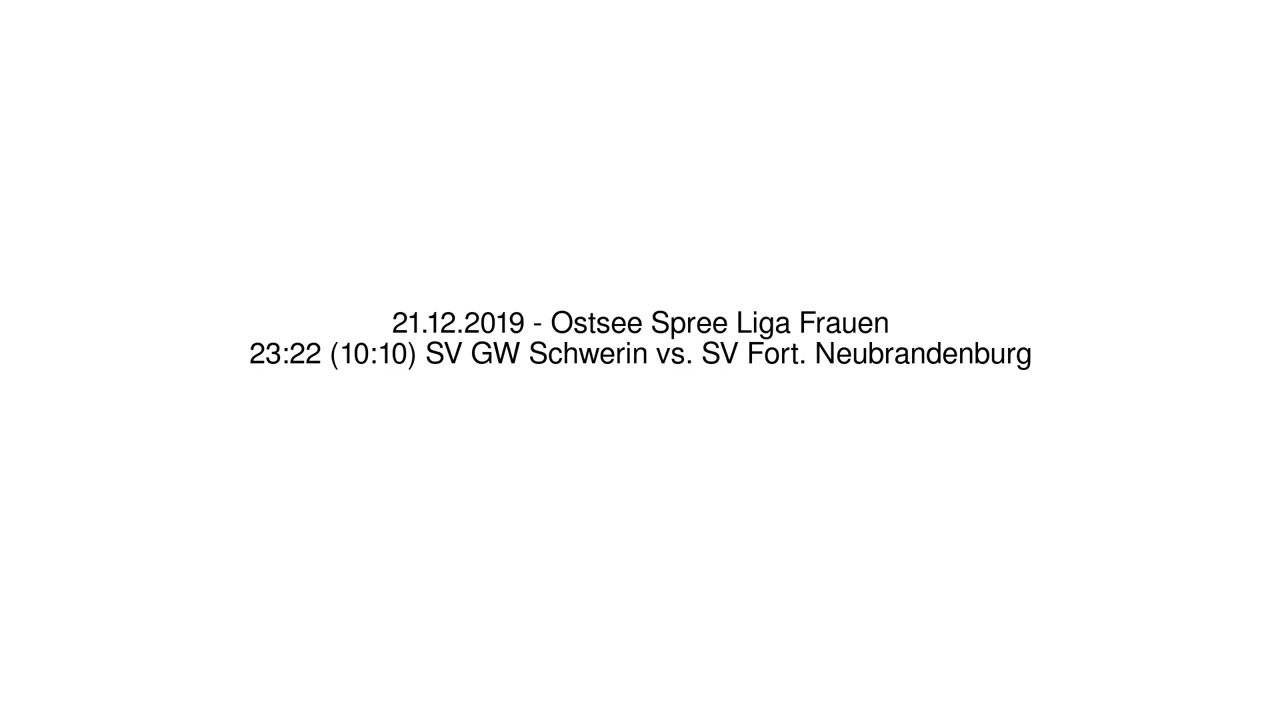 21.12.2019 - Ostsee Spree Liga Frauen
23:22 (10:10) SV GW Schwerin vs. SV Fort. Neubrandenburg